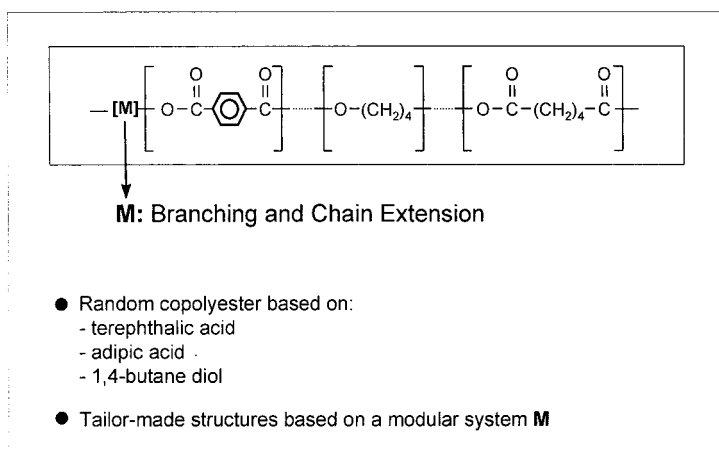 O O O O
—[M]—[O—C—C]—[O—(CH₂)₄]—[O—C—(CH₂)₄—C]—
M: Branching and Chain Extension
● Random copolyester based on:
- terephthalic acid
- adipic acid
- 1,4-butane diol
● Tailor-made structures based on a modular system M